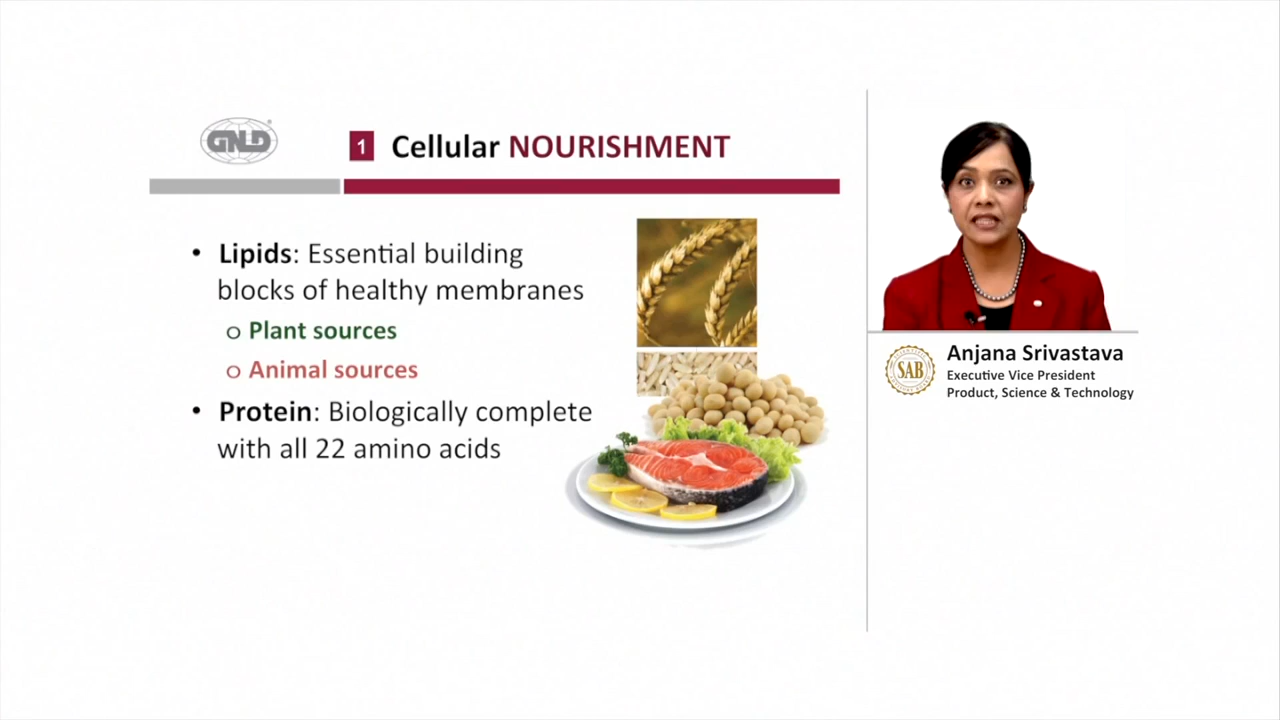 GNLD
1 Cellular NOURISHMENT
• Lipids: Essential building
blocks of healthy membranes
o Plant sources
o Animal sources
• Protein: Biologically complete
with all 22 amino acids
SAB
Anjana Srivastava
Executive Vice President
Product, Science & Technology